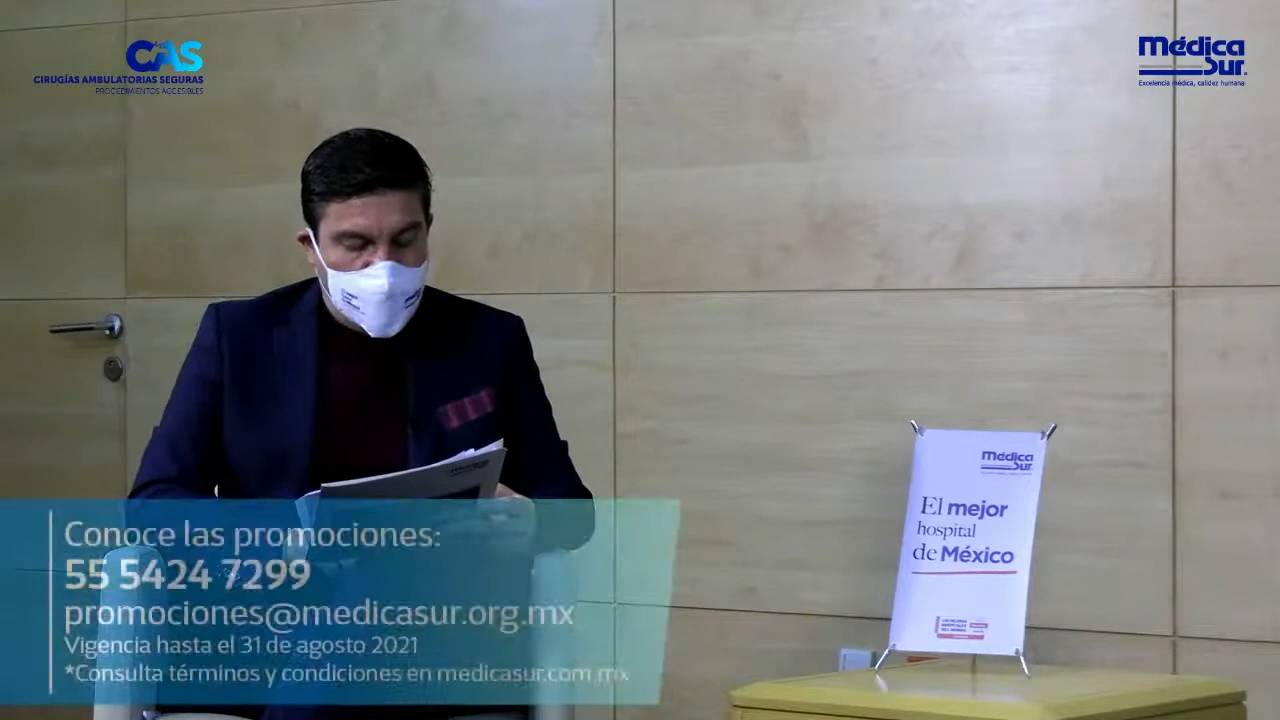 CAS
CIRUGÍAS AMBULATORIAS SEGURAS
PROCEDIMIENTOS ACCESIBLES
Médica
Sur
Excelencia médica, calidez humana
Médica
Sur
El mejor
hospital
de México
Conoce las promociones:
55 5424 7299
promociones@medicasur.org.mx
Vigencia hasta el 31 de agosto 2021
*Consulta términos y condiciones en medicasur.com.mx